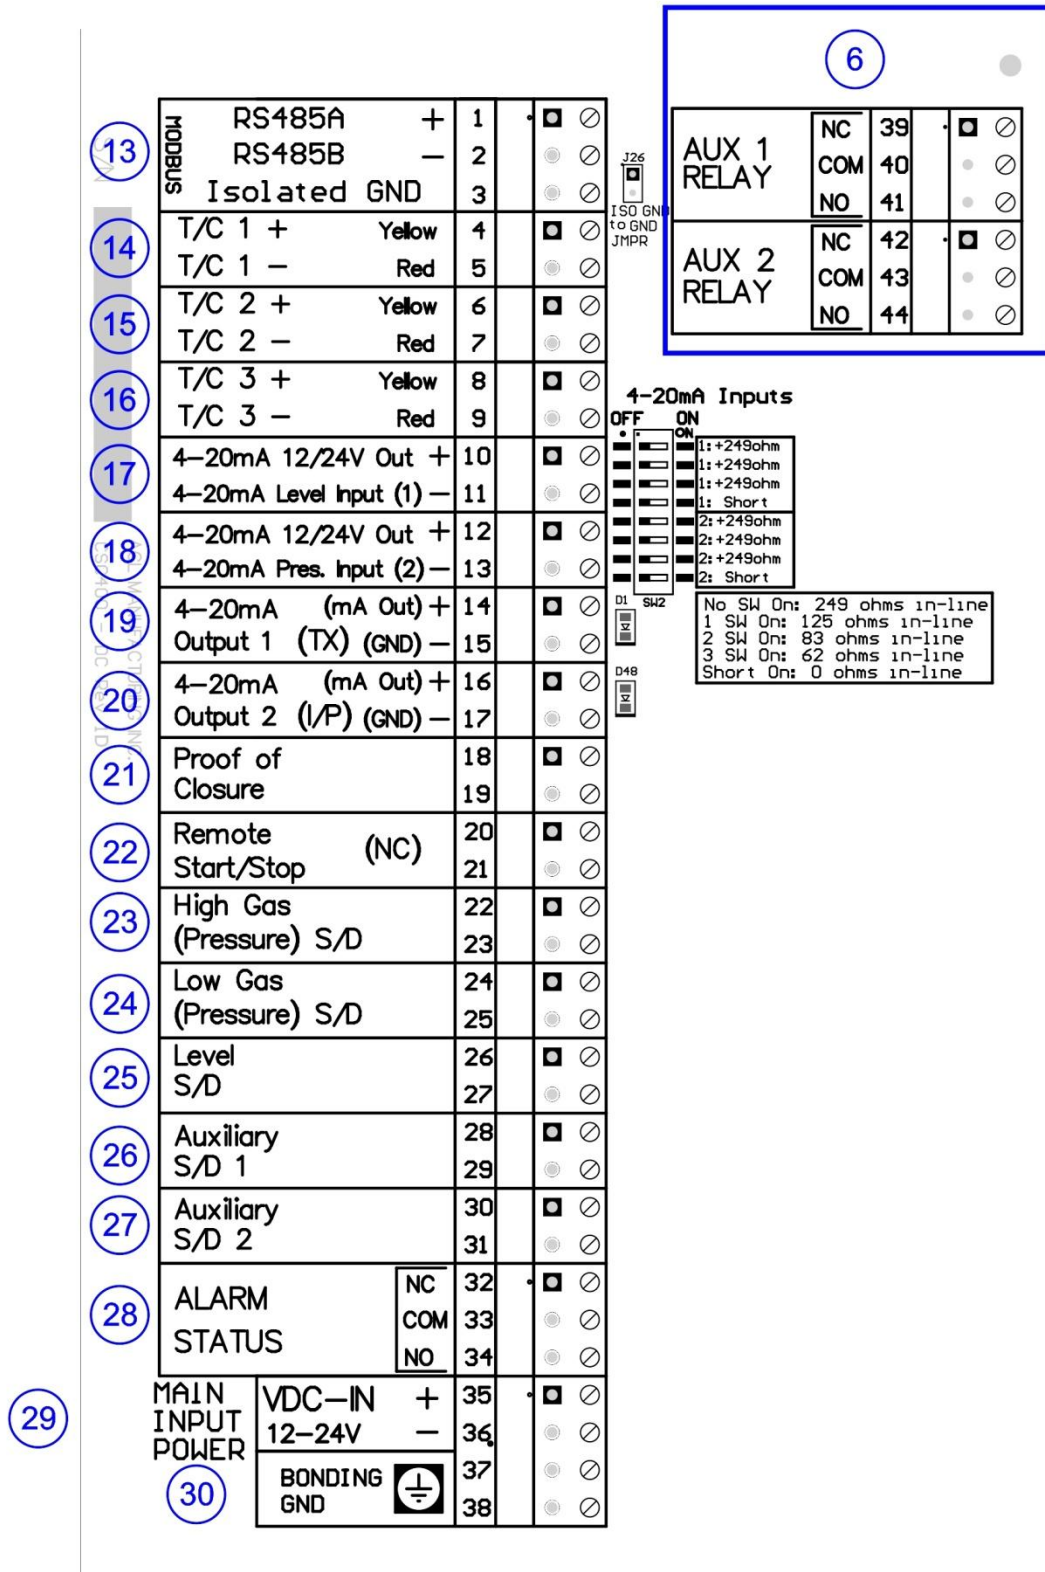 6
AUX 1 RELAY
NC 39
COM 40
NO 41
AUX 2 RELAY
NC 42
COM 43
NO 44
13
MODBUS
RS485A + 1
RS485B − 2
Isolated GND 3
J26
ISO GND
to GND
JMPR
14
T/C 1 + Yellow 4
T/C 1 − Red 5
15
T/C 2 + Yellow 6
T/C 2 − Red 7
16
T/C 3 + Yellow 8
T/C 3 − Red 9
17
4−20mA 12/24V Out + 10
4−20mA Level Input (1) − 11
18
4−20mA 12/24V Out + 12
4−20mA Pres. Input (2) − 13
4−20mA Inputs
OFF ON
ON
1:+249ohm
1:+249ohm
1:+249ohm
1: Short
2:+249ohm
2:+249ohm
2:+249ohm
2: Short
SW2
D1
No SW On: 249 ohms in-line
1 SW On: 125 ohms in-line
2 SW On: 83 ohms in-line
3 SW On: 62 ohms in-line
Short On: 0 ohms in-line
D48
19
4−20mA (mA Out) + 14
Output 1 (TX) (GND) − 15
20
4−20mA (mA Out) + 16
Output 2 (I/P) (GND) − 17
21
Proof of 18
Closure 19
22
Remote (NC) 20
Start/Stop 21
23
High Gas 22
(Pressure) S/D 23
24
Low Gas 24
(Pressure) S/D 25
25
Level 26
S/D 27
26
Auxiliary 28
S/D 1 29
27
Auxiliary 30
S/D 2 31
28
ALARM STATUS
NC 32
COM 33
NO 34
29
MAIN
INPUT
POWER
VDC−IN + 35
12−24V − 36
30
BONDING 37
GND 38
S/N